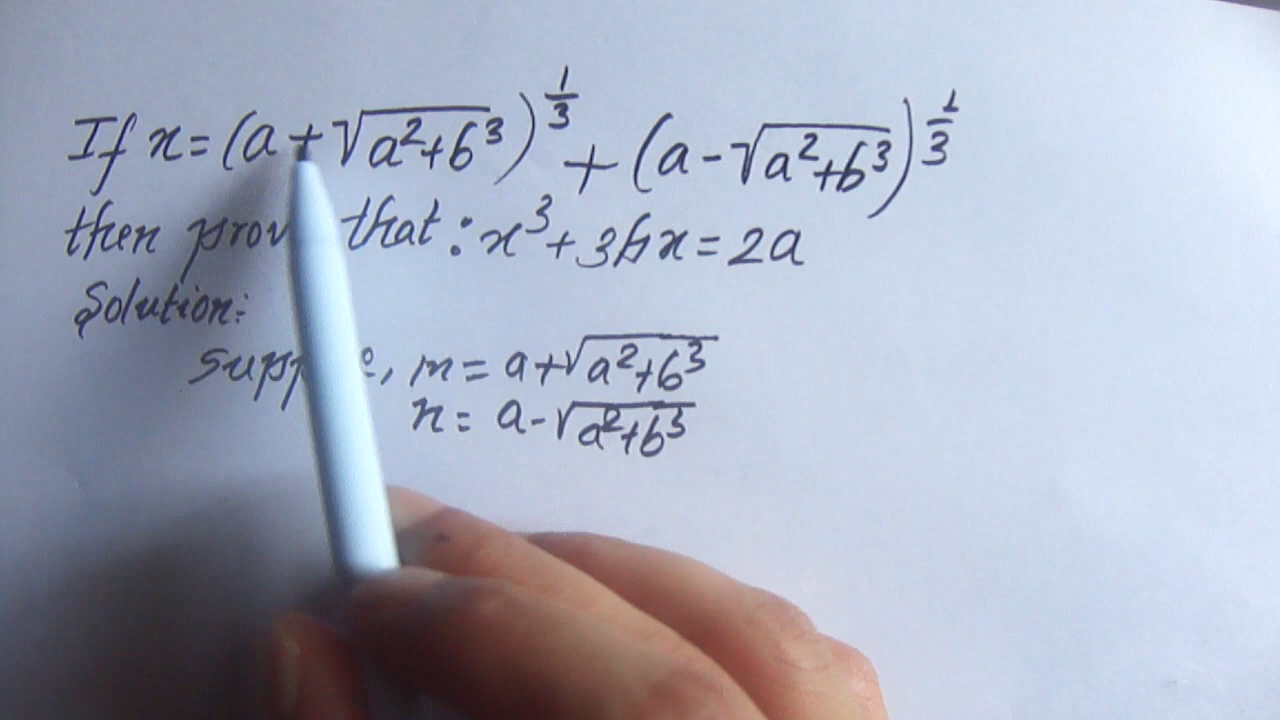 If x = (a + √(a² + b³))^(1/3) + (a - √(a² + b³))^(1/3)
then that : x³ + 3bx = 2a
Solution:
m = a + √(a² + b³)
n = a - √(a² + b³)